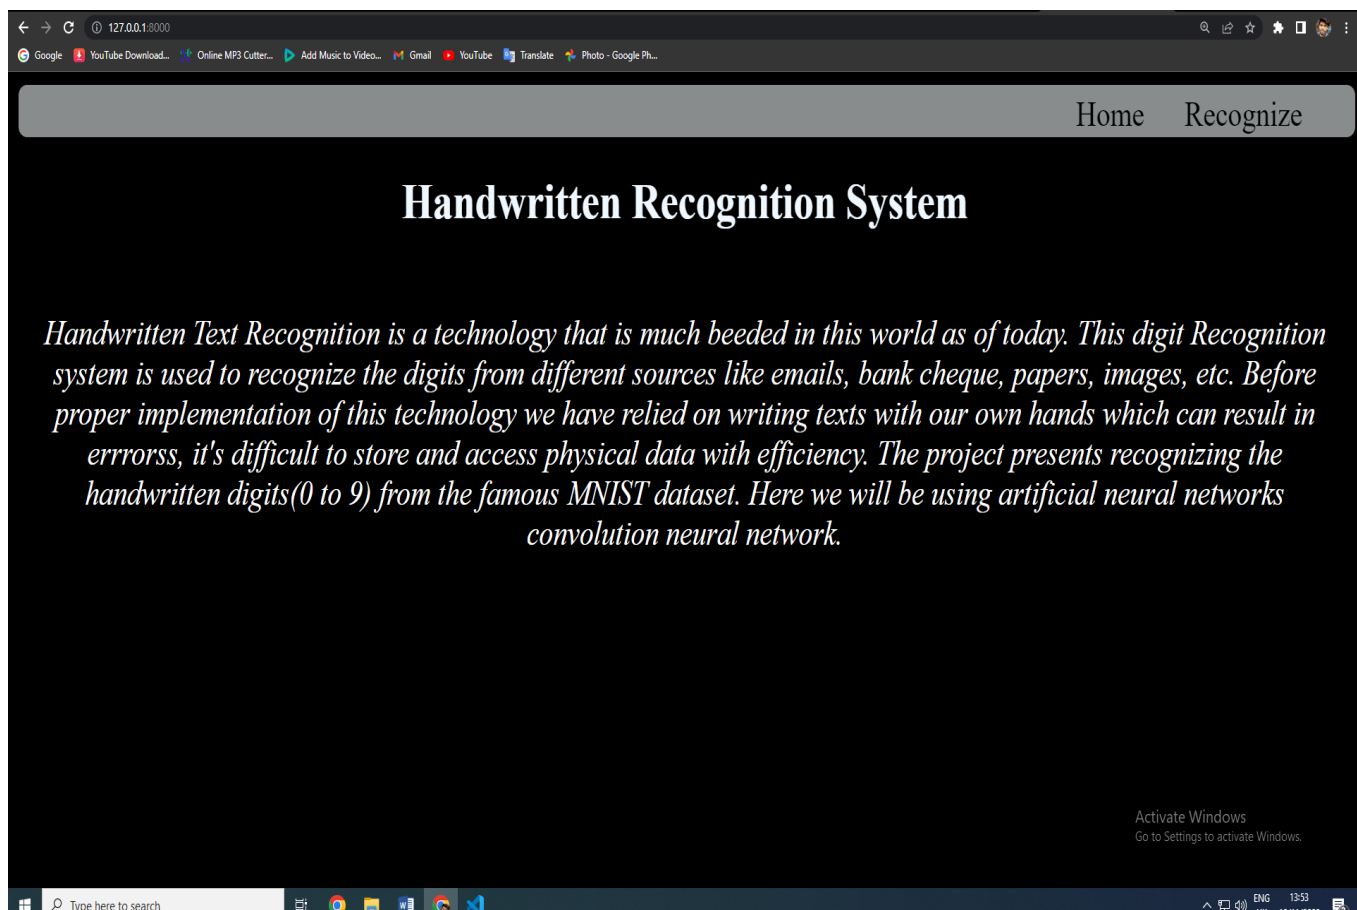 127.0.0.1:8000
Google YouTube Download... Online MP3 Cutter... Add Music to Video... Gmail YouTube Translate Photo - Google Ph...
Home Recognize
Handwritten Recognition System
Handwritten Text Recognition is a technology that is much beeded in this world as of today. This digit Recognition
system is used to recognize the digits from different sources like emails, bank cheque, papers, images, etc. Before
proper implementation of this technology we have relied on writing texts with our own hands which can result in
errrorss, it's difficult to store and access physical data with efficiency. The project presents recognizing the
handwritten digits(0 to 9) from the famous MNIST dataset. Here we will be using artificial neural networks
convolution neural network.
Activate Windows
Go to Settings to activate Windows.
Type here to search
ENG 13:53